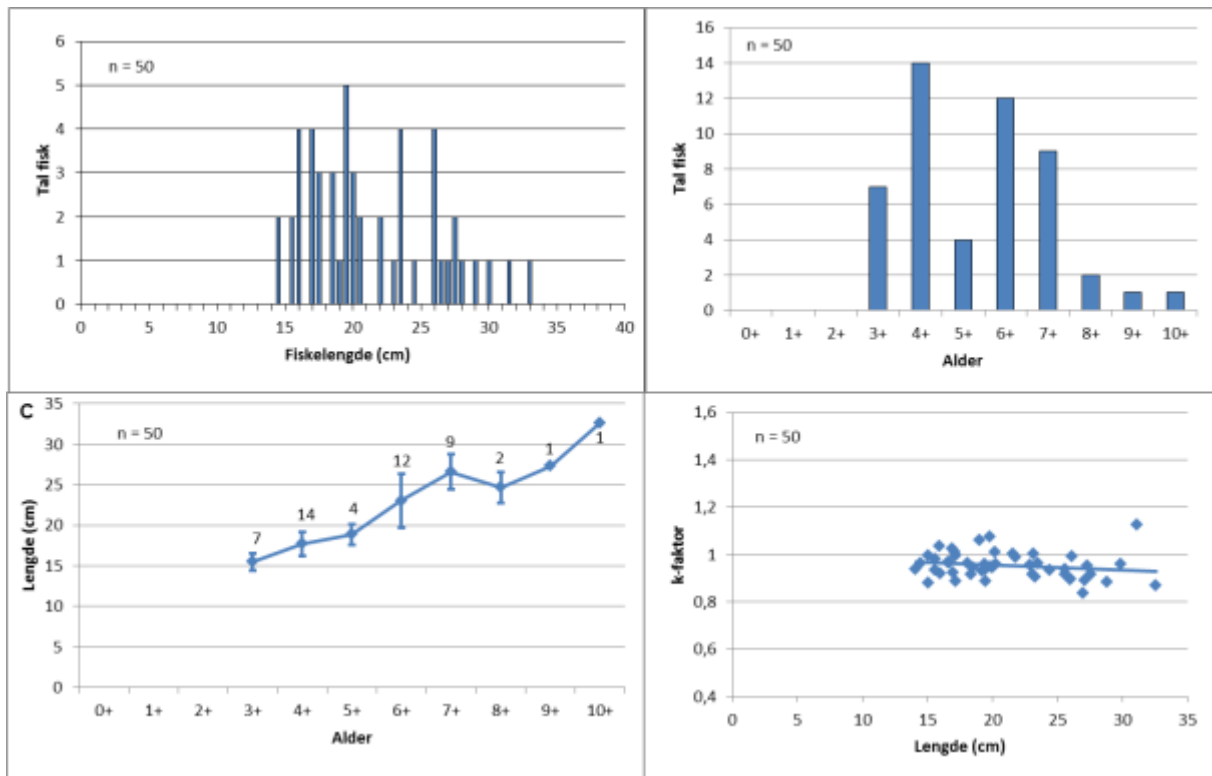 6
5
4
3
2
1
0
Tal fisk
n = 50
0 5 10 15 20 25 30 35 40
Fiskelengde (cm)
16
14
12
10
8
6
4
2
0
Tal fisk
n = 50
0+ 1+ 2+ 3+ 4+ 5+ 6+ 7+ 8+ 9+ 10+
Alder
C
35
30
25
20
15
10
5
0
Lengde (cm)
n = 50
7 14 4 12 9 2 1 1
0+ 1+ 2+ 3+ 4+ 5+ 6+ 7+ 8+ 9+ 10+
Alder
1,6
1,4
1,2
1
0,8
0,6
0,4
k-faktor
n = 50
0 5 10 15 20 25 30 35
Lengde (cm)